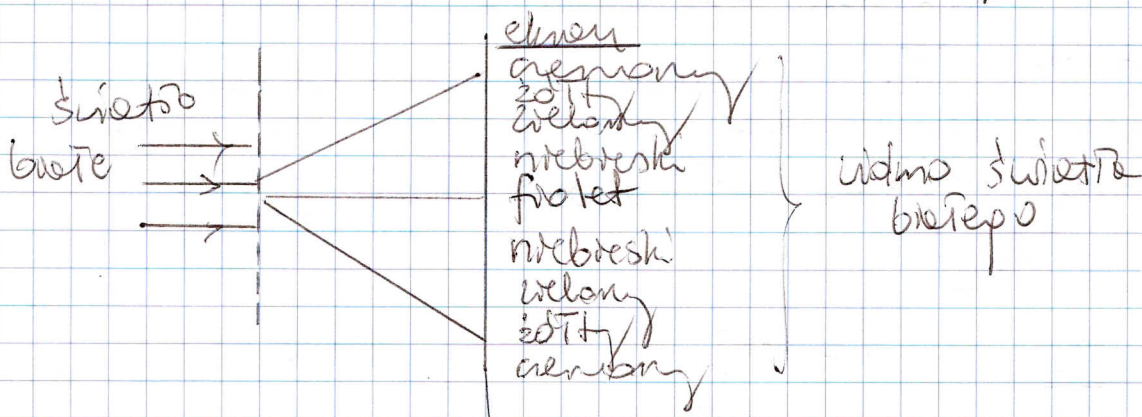 ekran
czerwony
żółty
zielony
niebieski
fiolet
niebieski
zielony
żółty
czerwony
światło
białe
widmo światła
białego